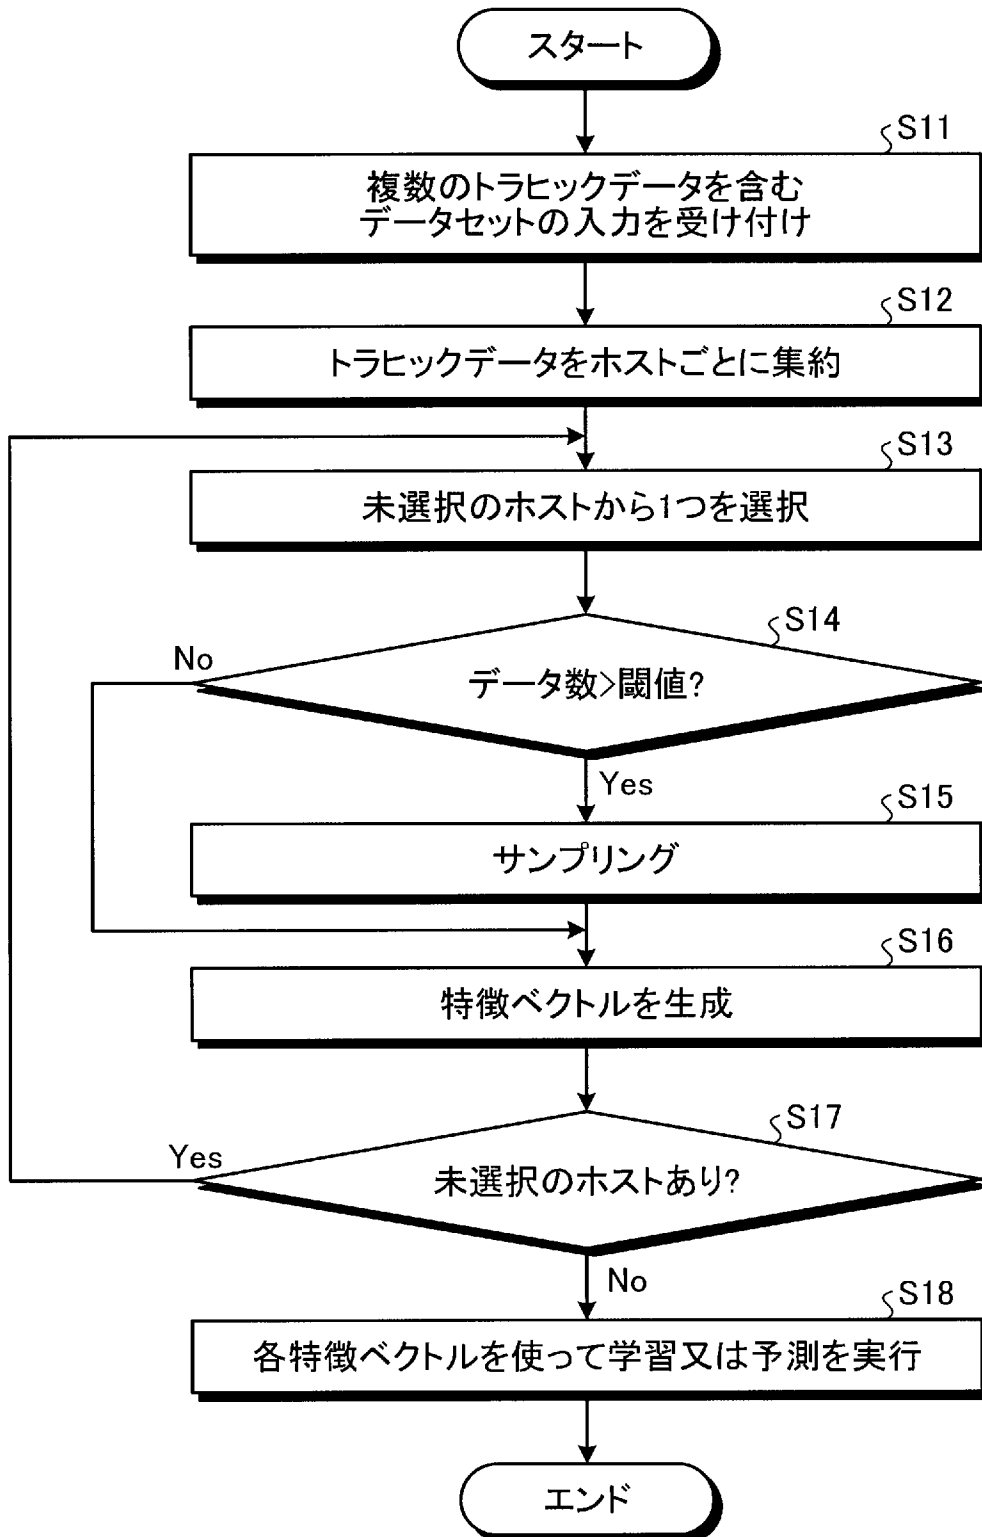 スタート
S11
複数のトラヒックデータを含む
データセットの入力を受け付け
S12
トラヒックデータをホストごとに集約
S13
未選択のホストから1つを選択
S14
No
データ数>閾値?
Yes
S15
サンプリング
S16
特徴ベクトルを生成
S17
Yes
未選択のホストあり?
No
S18
各特徴ベクトルを使って学習又は予測を実行
エンド